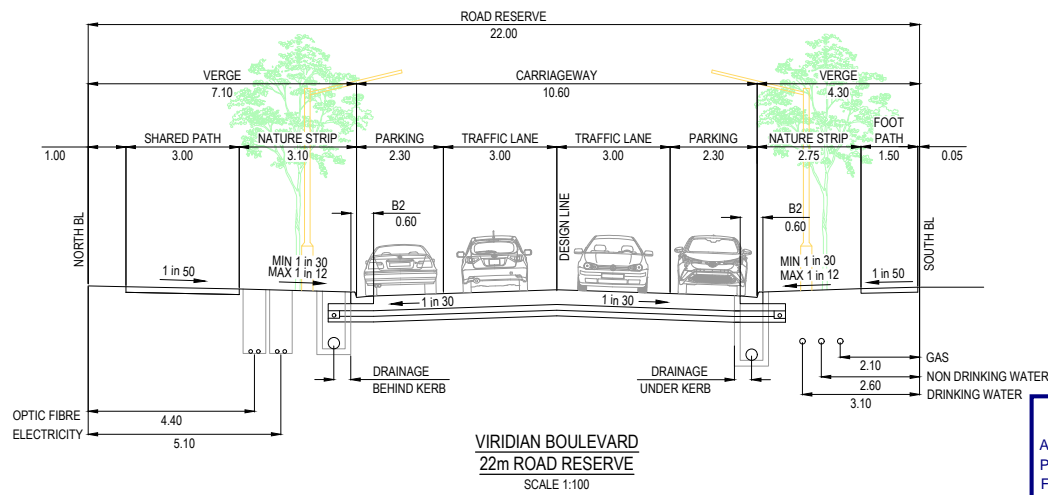 ROAD RESERVE
22.00
VERGE
7.10
CARRIAGEWAY
10.60
VERGE
4.30
1.00
SHARED PATH
3.00
NATURE STRIP
3.10
PARKING
2.30
TRAFFIC LANE
3.00
TRAFFIC LANE
3.00
PARKING
2.30
NATURE STRIP
2.75
FOOT
PATH
1.50
0.05
NORTH BL
B2
0.60
DESIGN LINE
B2
0.60
SOUTH BL
1 in 50
MIN 1 in 30
MAX 1 in 12
1 in 30
1 in 30
MIN 1 in 30
MAX 1 in 12
1 in 50
DRAINAGE
BEHIND KERB
DRAINAGE
UNDER KERB
2.10
GAS
2.60
NON DRINKING WATER
3.10
DRINKING WATER
OPTIC FIBRE
4.40
ELECTRICITY
5.10
VIRIDIAN BOULEVARD
22m ROAD RESERVE
SCALE 1:100
A
P
F